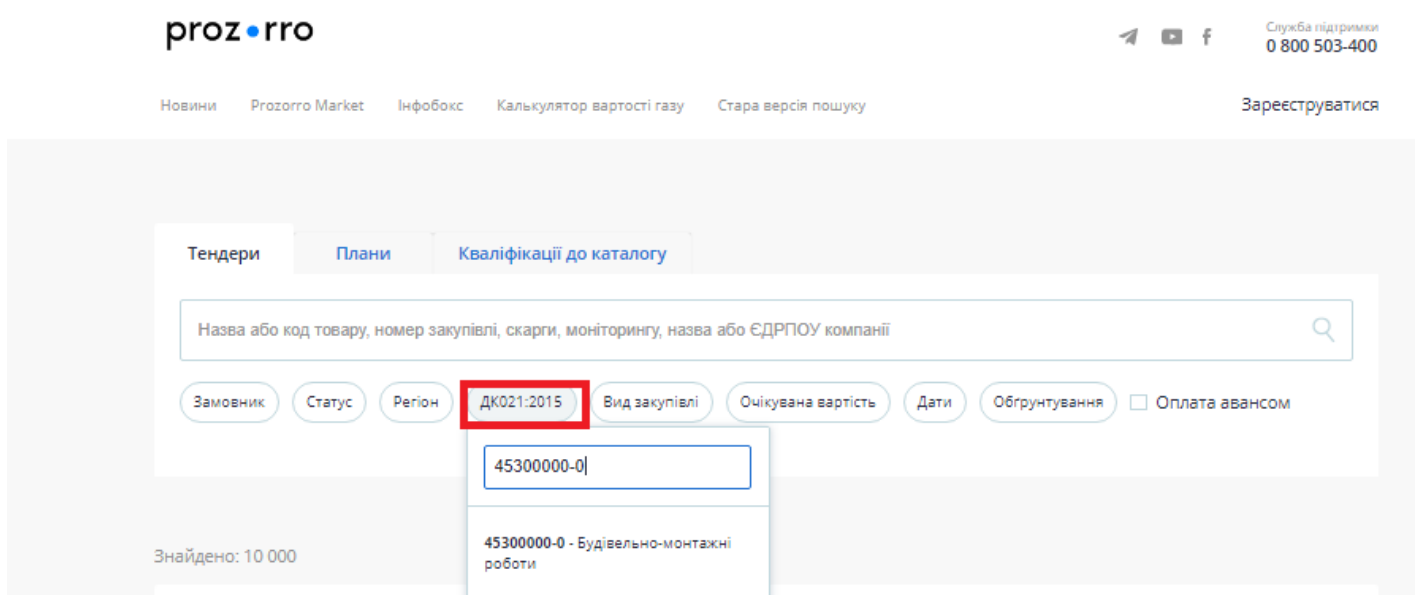 prozorro
Служба підтримки
0 800 503-400
Новини Prozorro Market Інфобокс Калькулятор вартості газу Стара версія пошуку Зареєструватися
Тендери Плани Кваліфікації до каталогу
Назва або код товару, номер закупівлі, скарги, моніторингу, назва або ЄДРПОУ компанії
Замовник Статус Регіон ДК021:2015 Вид закупівлі Очікувана вартість Дати Обґрунтування Оплата авансом
45300000-0
45300000-0 - Будівельно-монтажні
роботи
Знайдено: 10 000